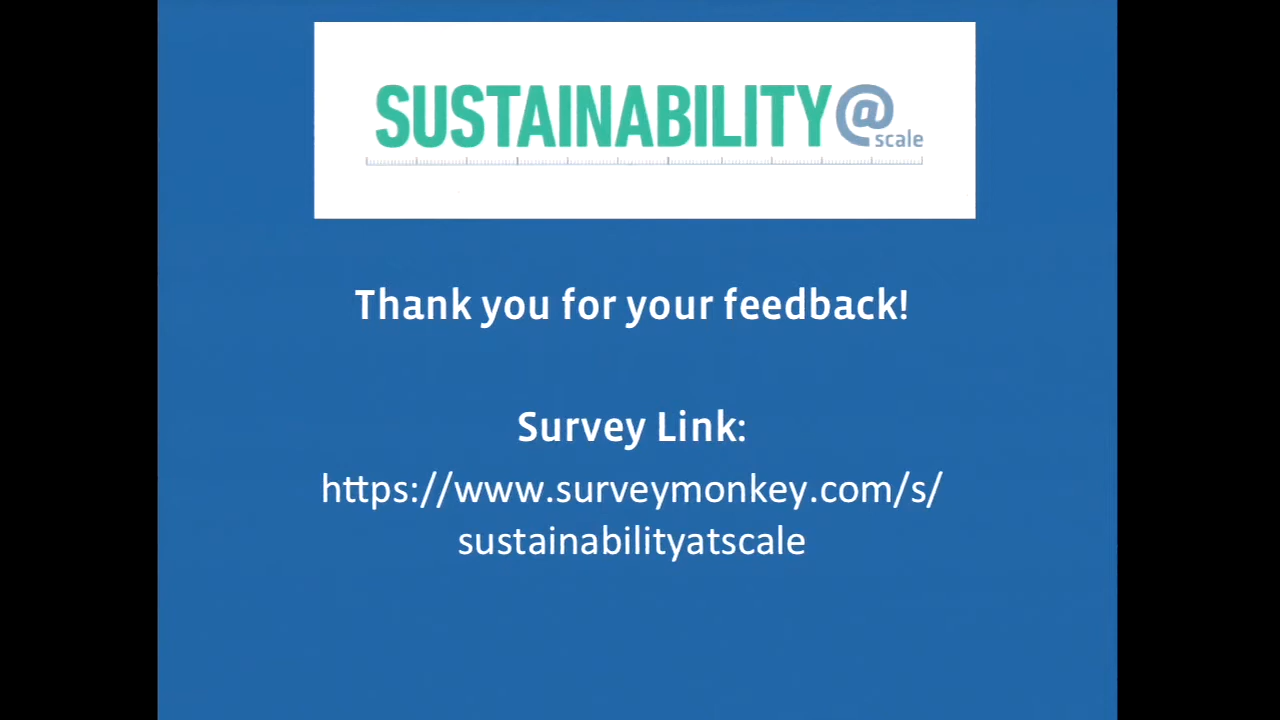 SUSTAINABILITY@scale
Thank you for your feedback!
Survey Link:
https://www.surveymonkey.com/s/
sustainabilityatscale